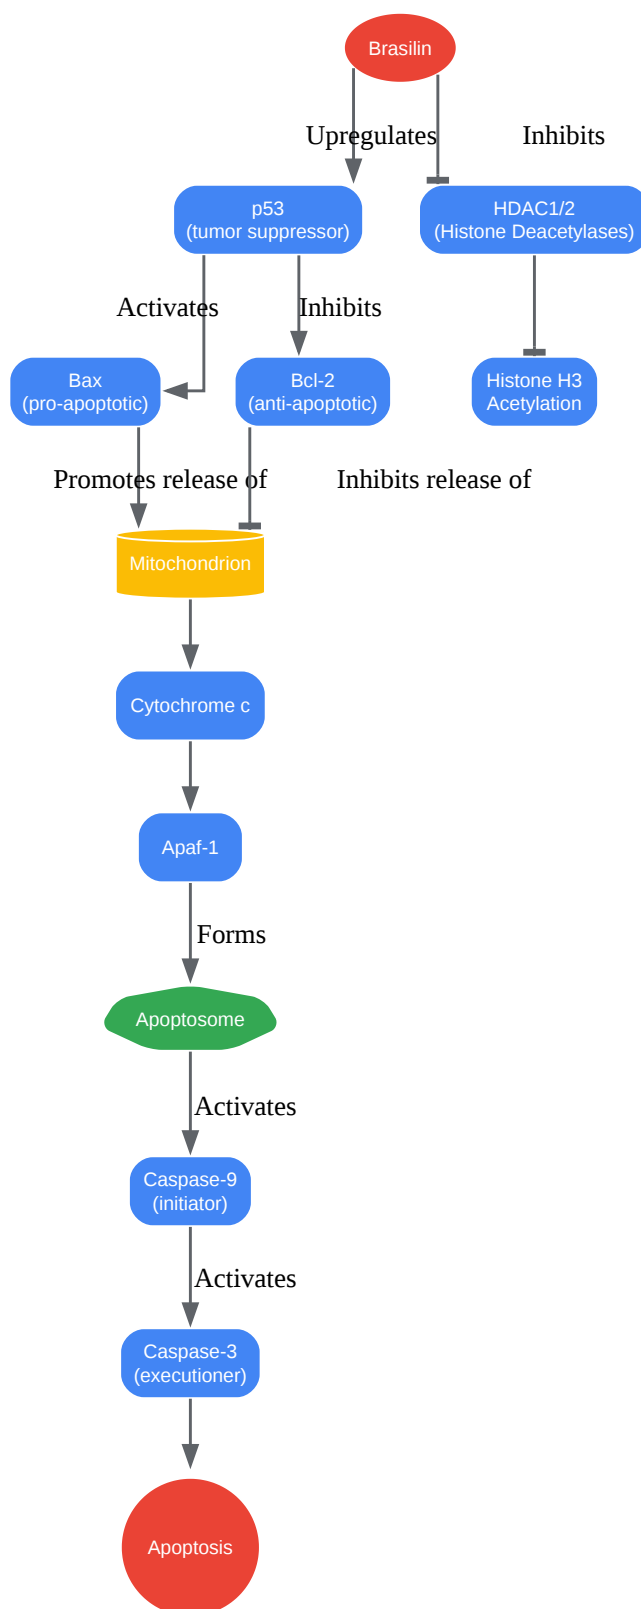 Brasilin
Upregulates
Inhibits
p53
(tumor suppressor)
HDAC1/2
(Histone Deacetylases)
Activates
Inhibits
Bax
(pro-apoptotic)
Bcl-2
(anti-apoptotic)
Histone H3
Acetylation
Promotes release of
Inhibits release of
Mitochondrion
Cytochrome c
Apaf-1
Forms
Apoptosome
Activates
Caspase-9
(initiator)
Activates
Caspase-3
(executioner)
Apoptosis